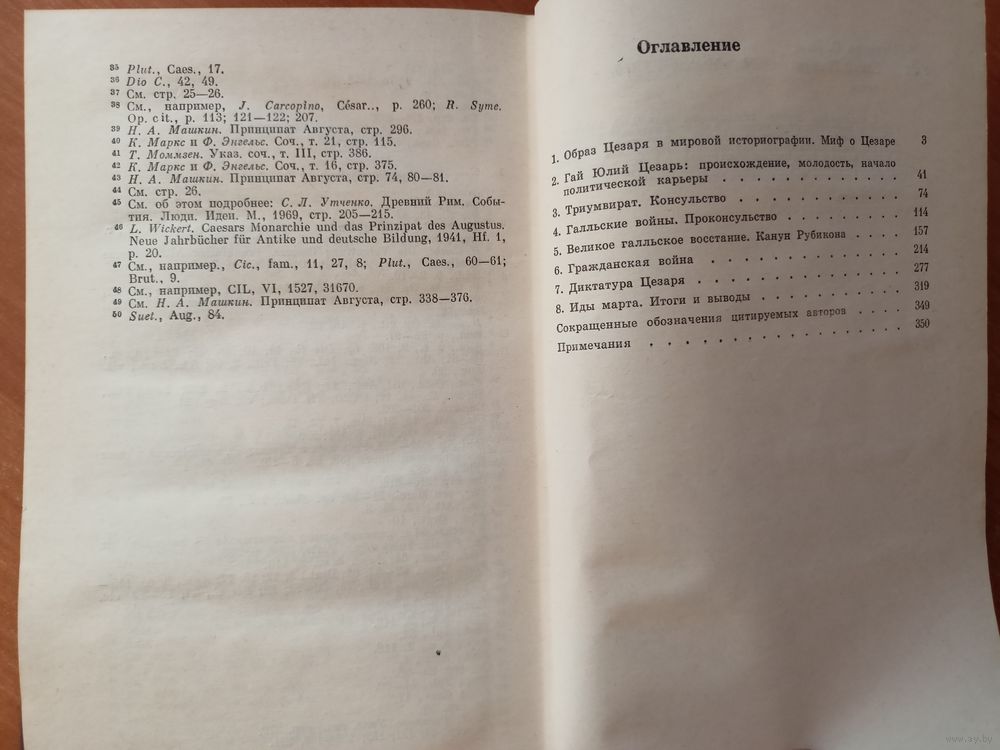 35 Plut., Caes., 17.
36 Dio C., 42, 49.
37 См. стр. 25—26.
38 См., например, J. Carcopino, César.., p. 260; R. Syme.
Op. cit., p. 113; 121—122; 207.
39 Н. А. Машкин. Принципат Августа, стр. 296.
40 К. Маркс и Ф. Энгельс. Соч., т. 21, стр. 115.
41 Т. Моммзен. Указ. соч., т. III, стр. 386.
42 К. Маркс и Ф. Энгельс. Соч., т. 16, стр. 375.
43 Н. А. Машкин. Принципат Августа, стр. 74, 80—81.
44 См. стр. 26.
45 См. об этом подробнее: С. Л. Утченко. Древний Рим. Собы-
тия. Люди. Идеи. М., 1969, стр. 205—215.
46 L. Wickert. Caesars Monarchie und das Prinzipat des Augustus.
Neue Jahrbücher für Antike und deutsche Bildung, 1941, Hf. 1,
p. 20.
47 См., например., Cic., fam., 11, 27, 8; Plut., Caes., 60—61;
Brut., 9.
48 См., например, CIL, VI, 1527, 31670.
49 См. Н. А. Машкин. Принципат Августа, стр. 338—376.
50 Suet., Aug., 84.
Оглавление
1. Образ Цезаря в мировой историографии. Миф о Цезаре 3
2. Гай Юлий Цезарь: происхождение, молодость, начало
политической карьеры . . . . . . . . . . . . 41
3. Триумвират. Консульство . . . . . . . . . . 74
4. Галльские войны. Проконсульство . . . . . . . 114
5. Великое галльское восстание. Канун Рубикона . . . . 157
6. Гражданская война . . . . . . . . . . . . 214
7. Диктатура Цезаря . . . . . . . . . . . . 277
8. Иды марта. Итоги и выводы . . . . . . . . . 319
Сокращенные обозначения цитируемых авторов . . . . 349
Примечания . . . . . . . . . . . . . . . 350
www.ay.by